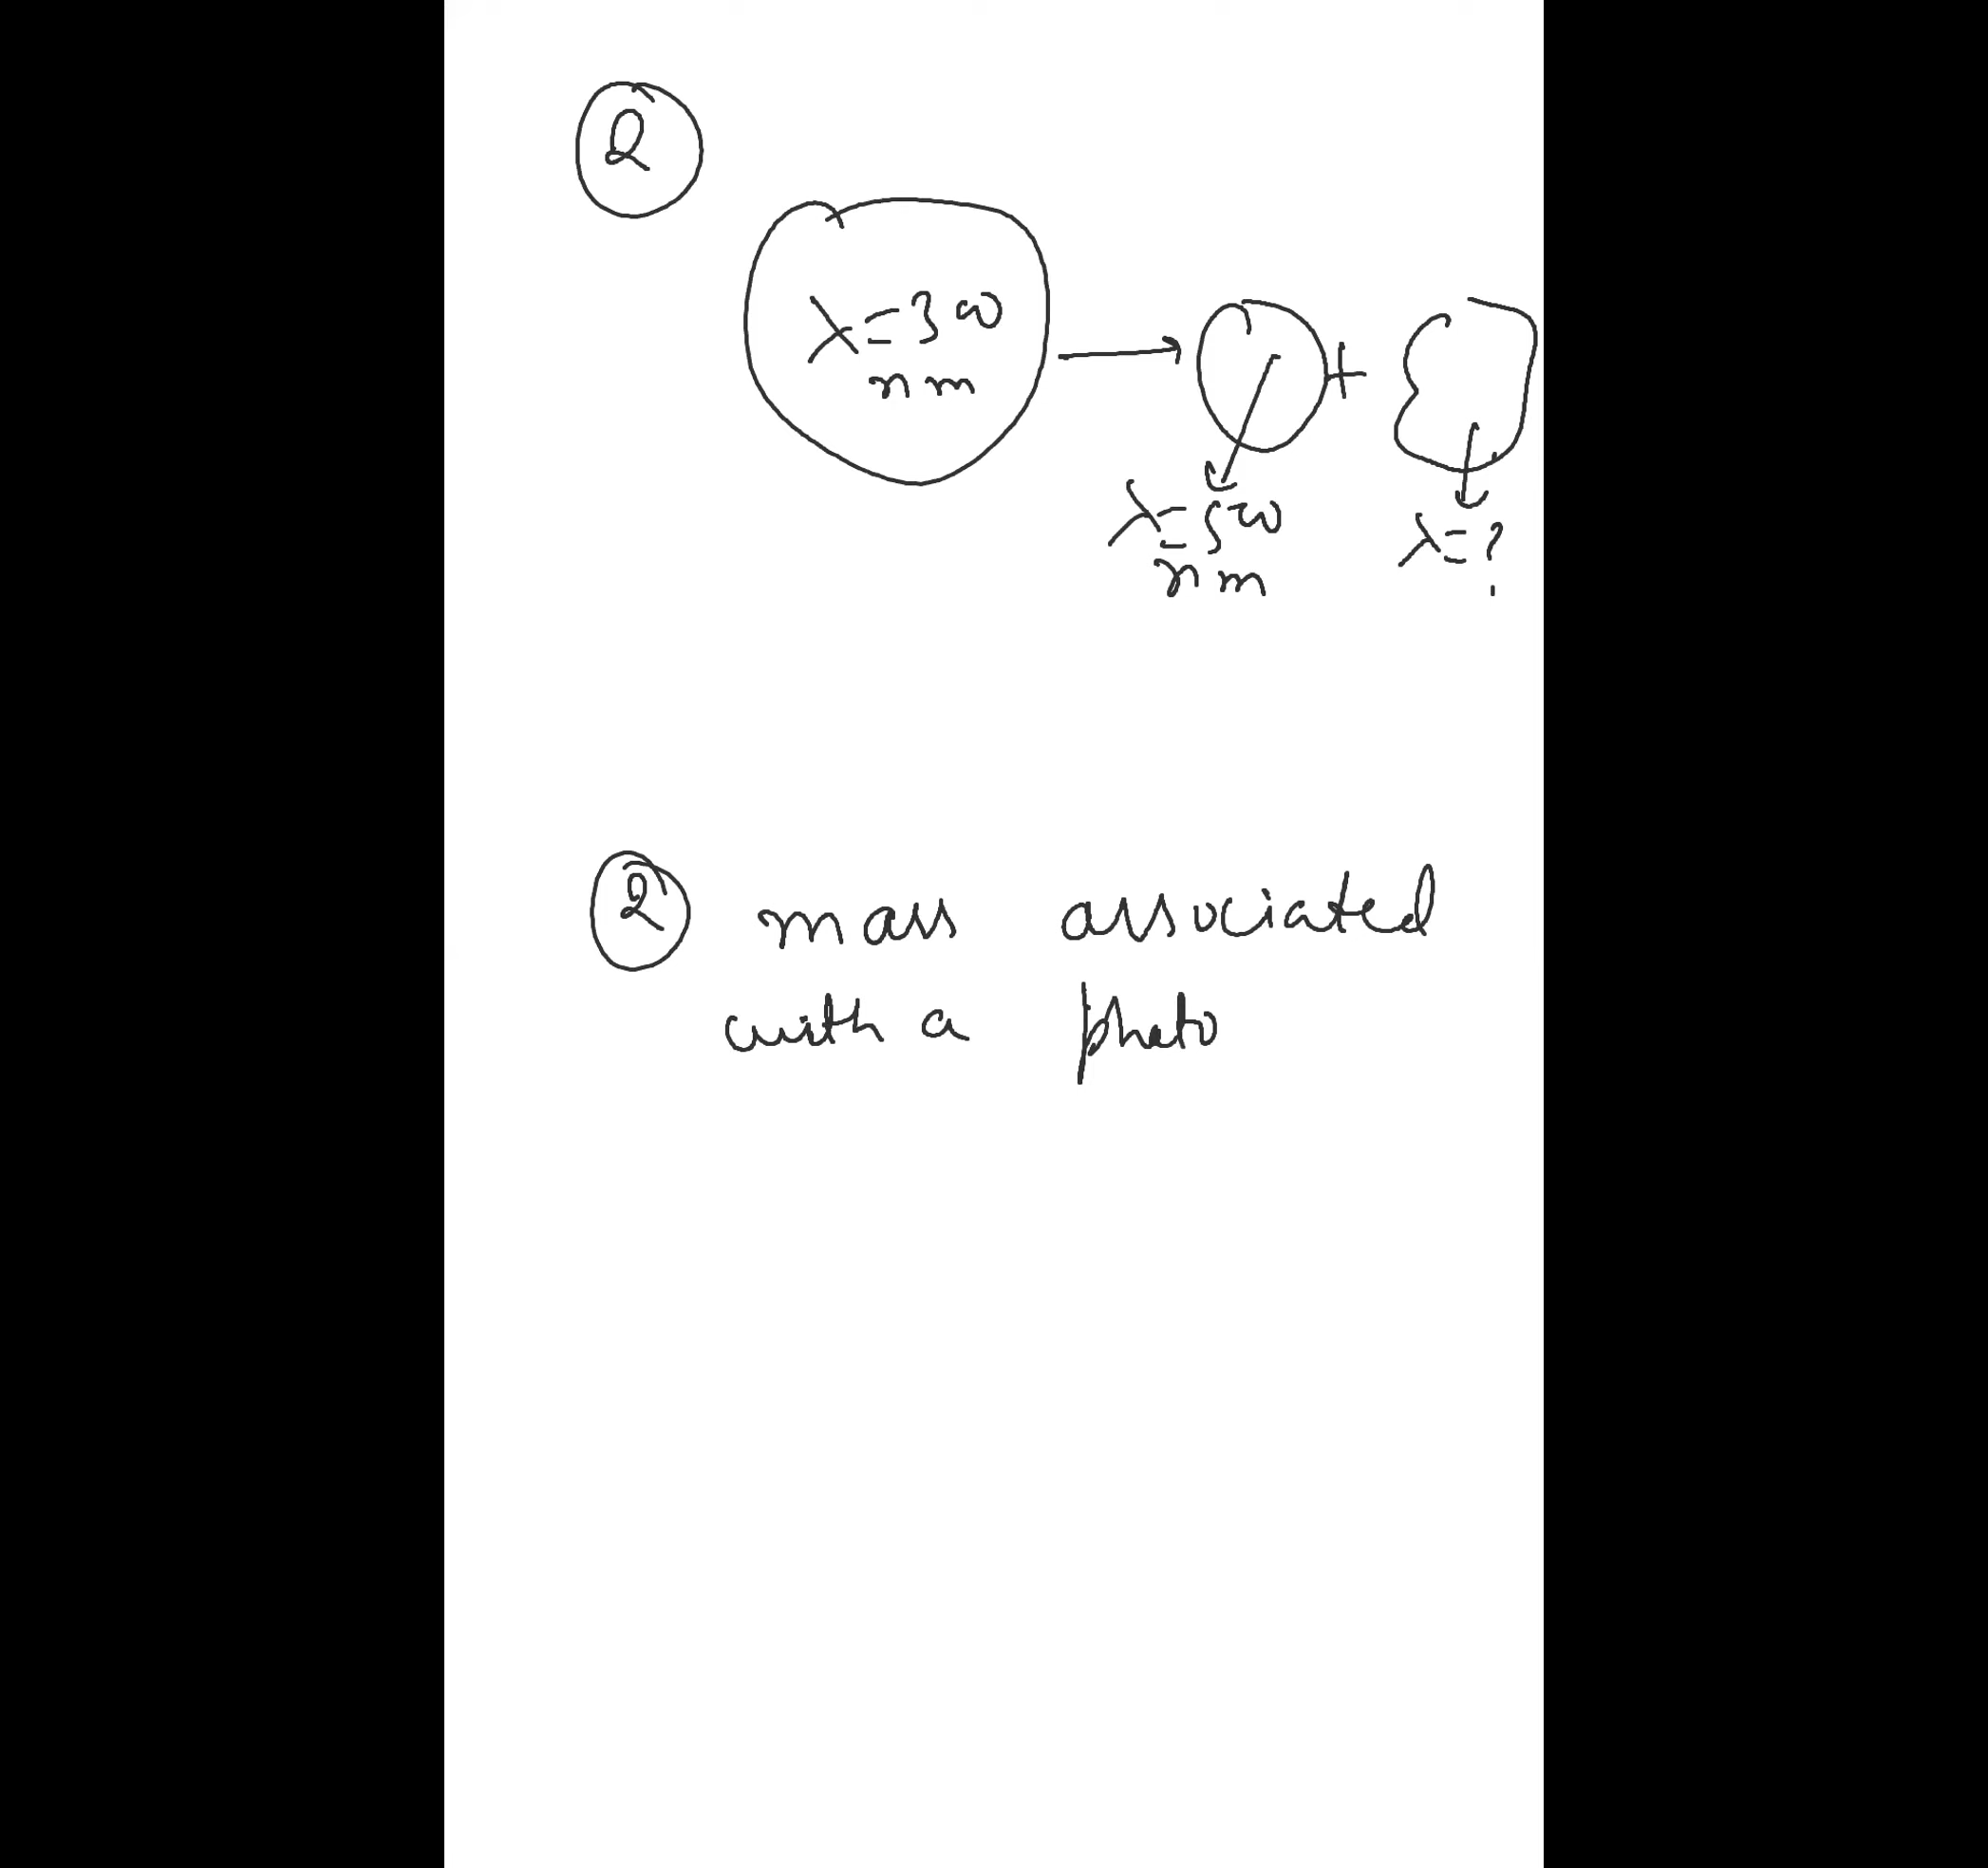 Q
λ=300
nm
+
λ=500
nm
λ=?
Q mass associated
with a photo